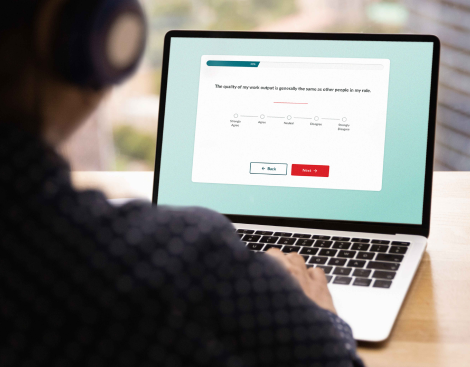 The quality of my work output is generally the same as other people in my role:
Strongly Agree
Agree
Neutral
Disagree
Strongly Disagree
← Back
Next →